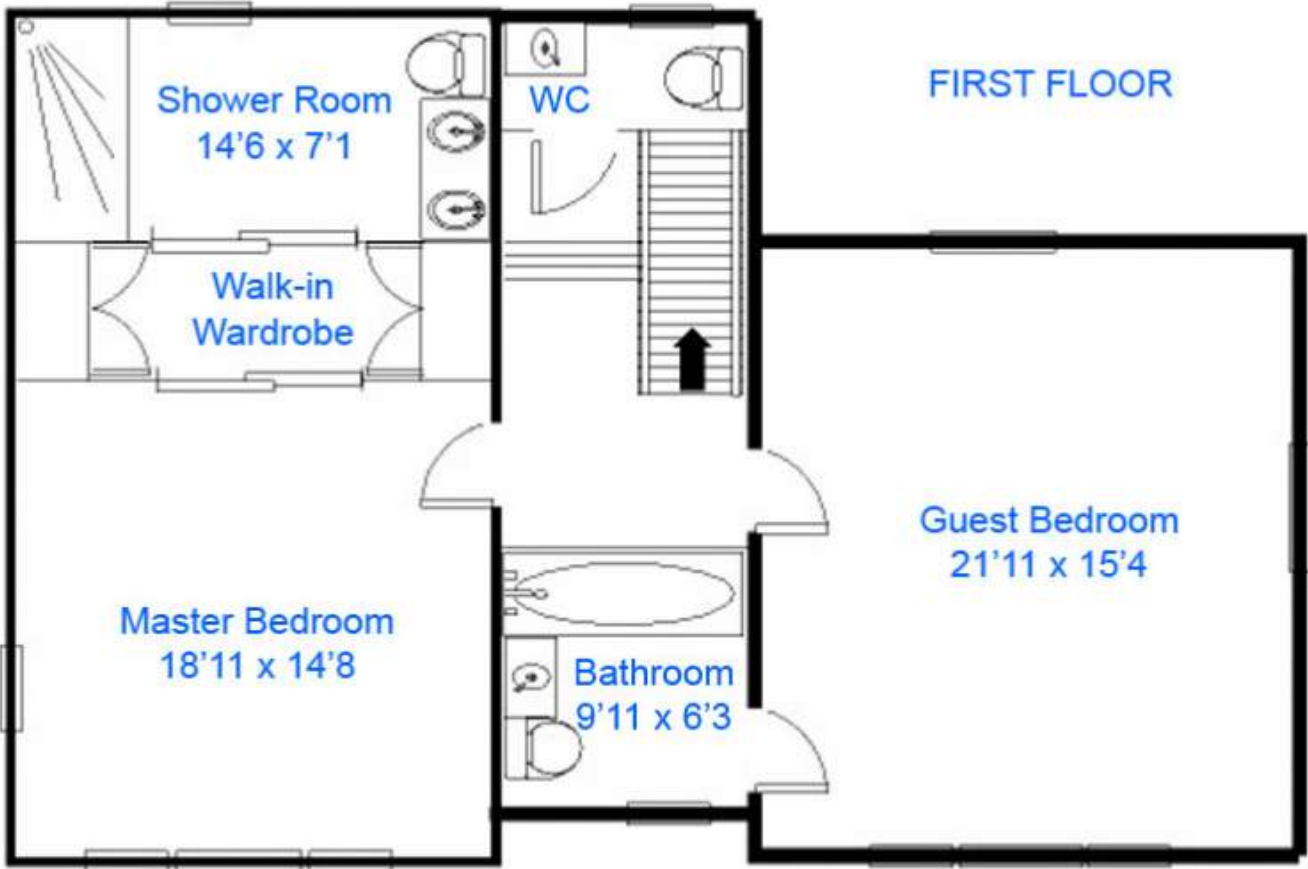 FIRST FLOOR
Shower Room
14’6 x 7’1
WC
Walk-in
Wardrobe
Guest Bedroom
21’11 x 15’4
Master Bedroom
18’11 x 14’8
Bathroom
9’11 x 6’3